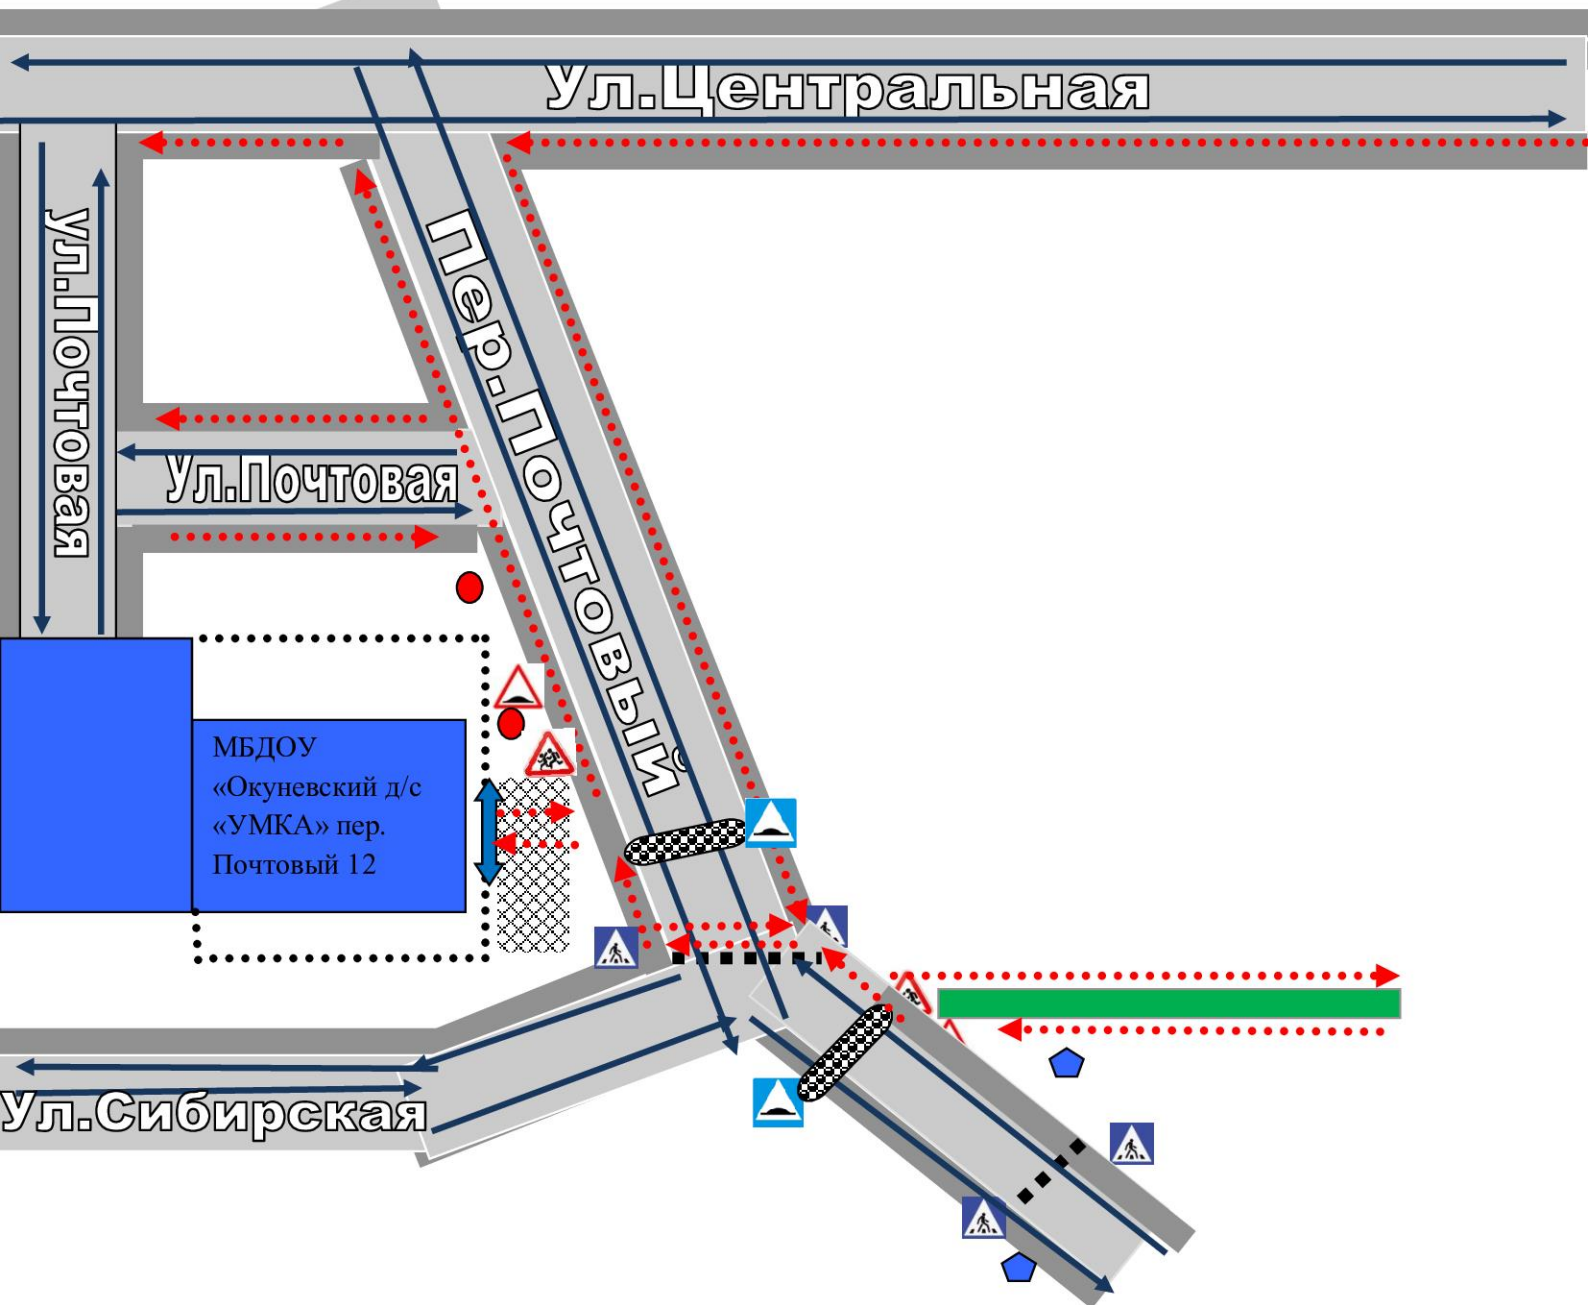 Ул.Центральная
ул.Почтовая
Пер.Почтовый
Ул.Почтовая
МБДОУ
«Окуневский д/с
«УМКА» пер.
Почтовый 12
Ул.Сибирская